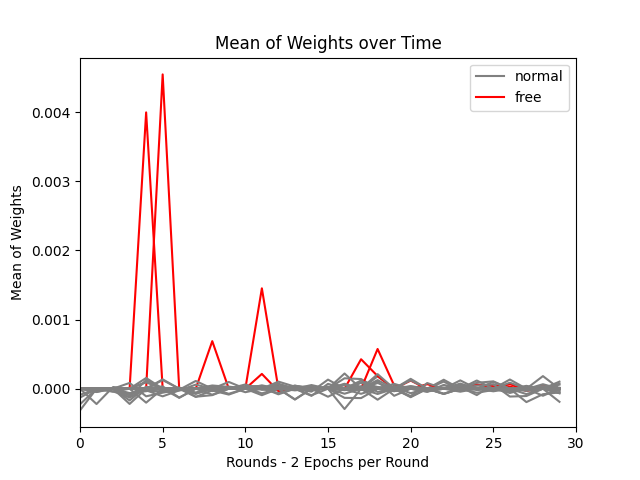 Mean of Weights over Time
normal
free
Mean of Weights
0.004
0.003
0.002
0.001
0.000
0 5 10 15 20 25 30
Rounds - 2 Epochs per Round